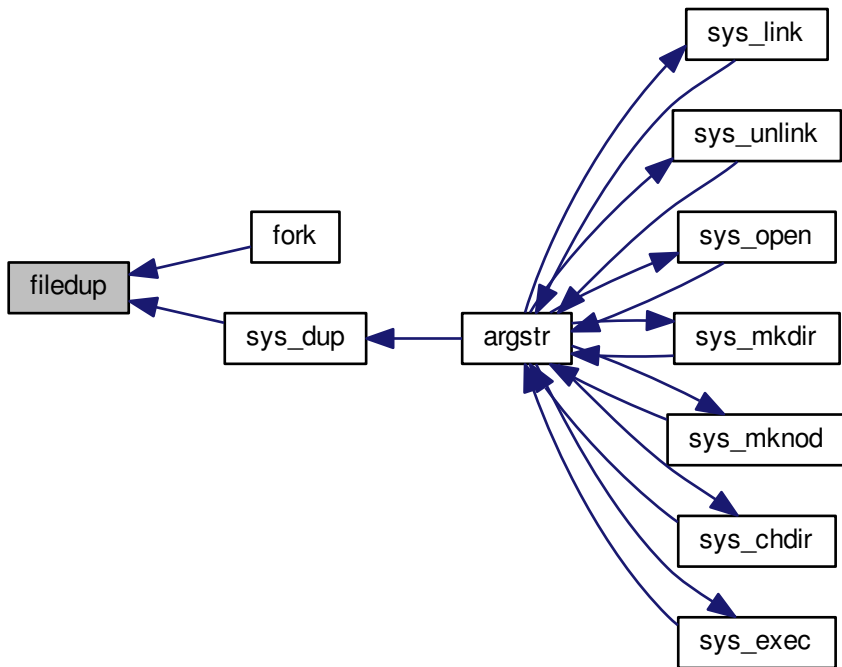 filedup
fork
sys_dup
argstr
sys_link
sys_unlink
sys_open
sys_mkdir
sys_mknod
sys_chdir
sys_exec